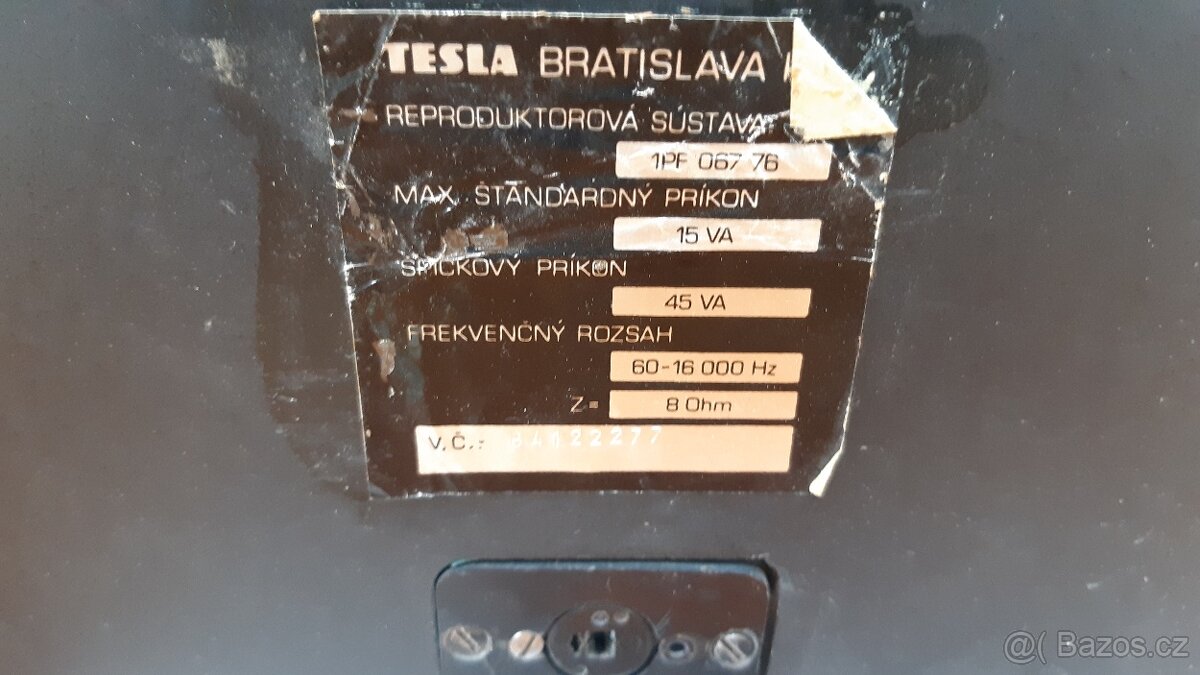 TESLA BRATISLAVA
REPRODUKTOROVÁ SÚSTAVA
1PF 067 76
MAX. ŠTANDARDNÝ PRÍKON
15 VA
ŠPIČKOVÝ PRÍKON
45 VA
FREKVENČNÝ ROZSAH
60-16 000 Hz
Z= 8 Ohm
V.Č.:
Bazos.cz